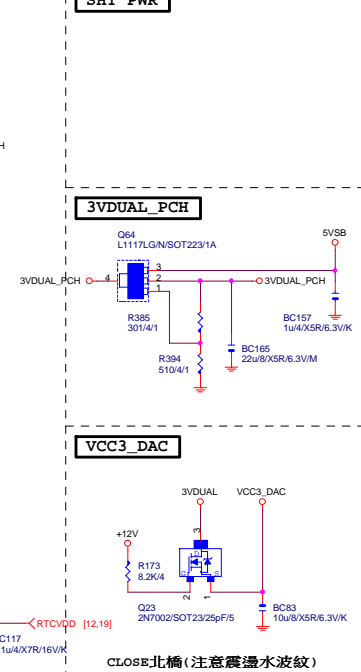 SHT PWR
H
3VDUAL_PCH
Q64
L1117LG/N/SOT223/1A
5VSB
3VDUAL_PCH
4
3
2
1
3VDUAL_PCH
R385
301/4/1
BC157
1u/4/X5R/6.3V/K
R394
510/4/1
BC165
22u/8/X5R/6.3V/M
VCC3_DAC
3VDUAL
VCC3_DAC
+12V
3
R173
8.2K/4
D
G
S
2
1
Q23
2N7002/SOT23/25pF/5
BC83
10u/8/X5R/6.3V/K
RTCVDD [12,19]
C117
1u/4/X7R/16V/K
CLOSE北橋(注意震盪水波紋)